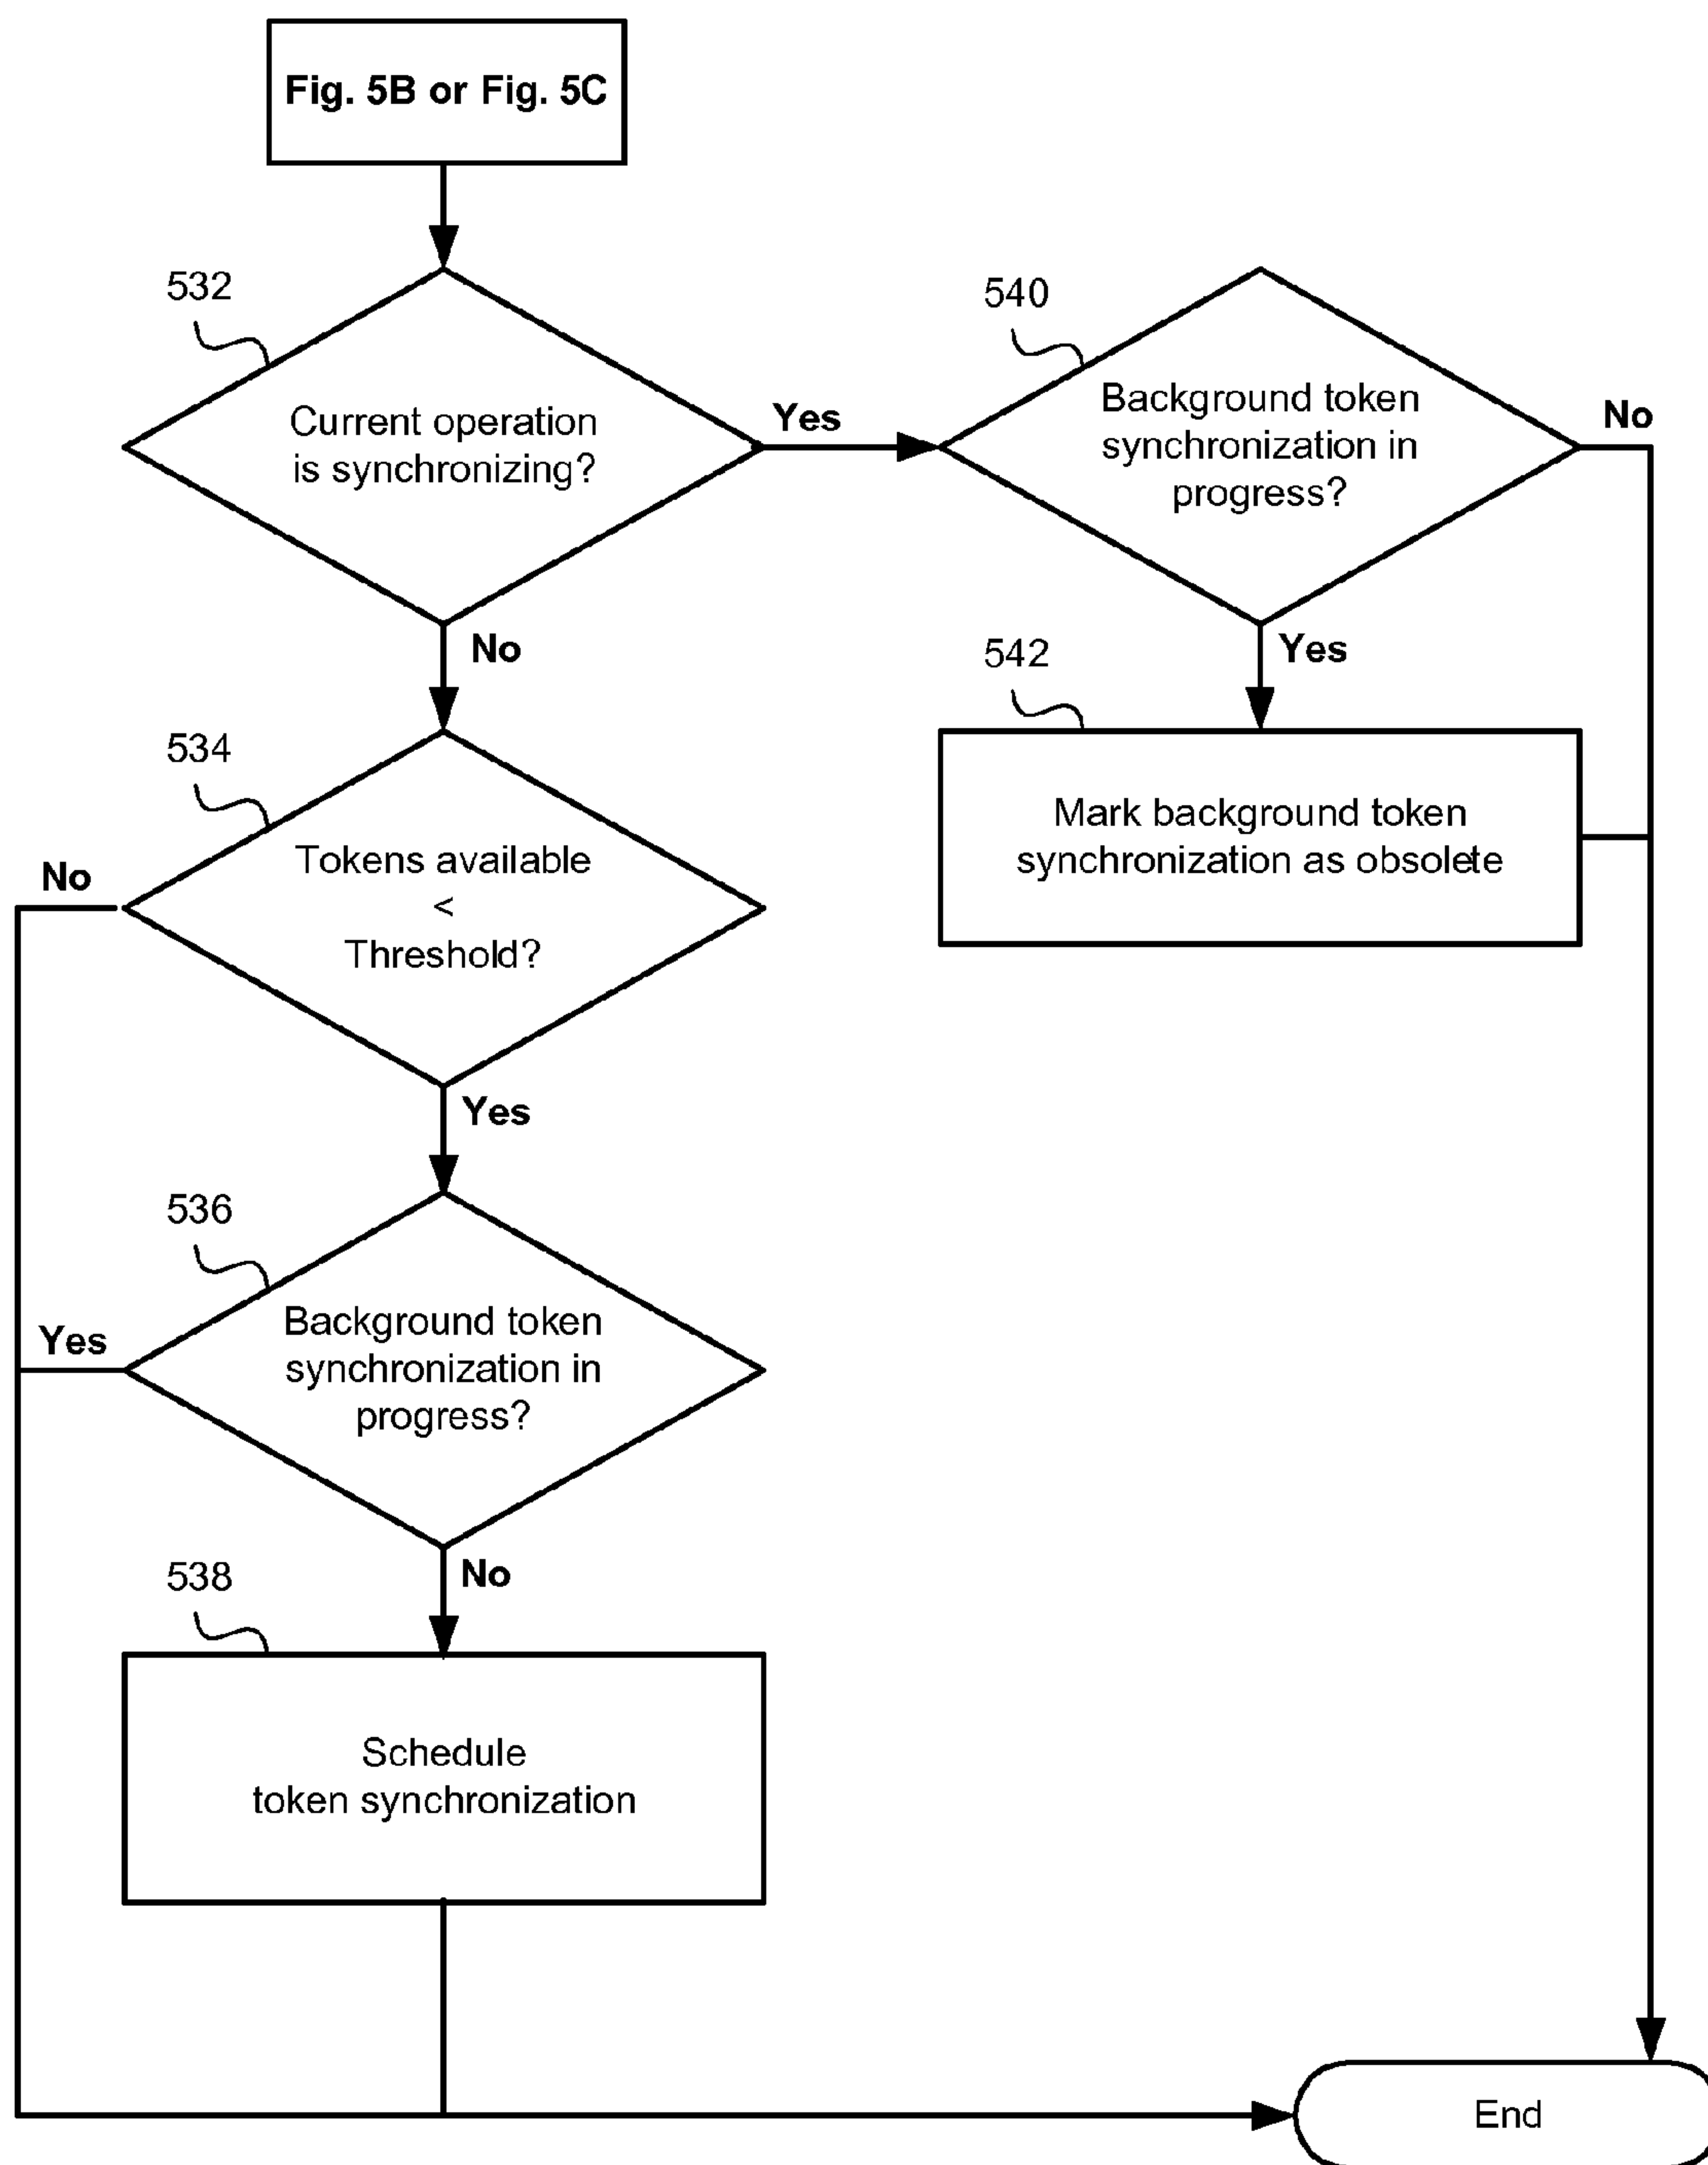 Fig. 5B or Fig. 5C
532
Current operation
is synchronizing?
Yes
No
540
Background token
synchronization in
progress?
No
Yes
542
Mark background token
synchronization as obsolete
534
Tokens available
<
Threshold?
No
Yes
536
Background token
synchronization in
progress?
Yes
No
538
Schedule
token synchronization
End